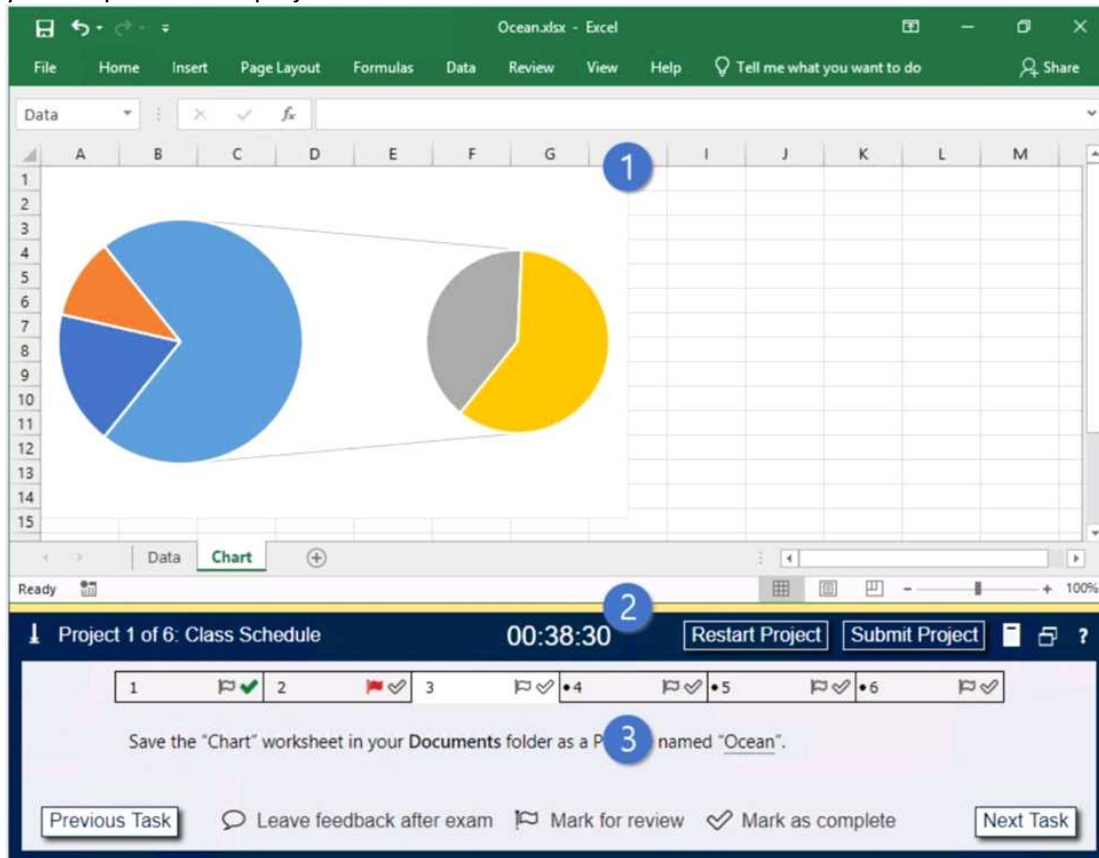 Ocean.xlsx - Excel
File Home Insert Page Layout Formulas Data Review View Help Tell me what you want to do Share
Data fx
A B C D E F G I J K L M
1
1
2
3
4
5
6
7
8
9
10
11
12
13
14
15
Data Chart
Ready 100%
2
Project 1 of 6: Class Schedule 00:38:30 Restart Project Submit Project ?
1 2 3 •4 •5 •6
Save the "Chart" worksheet in your Documents folder as a P 3 named "Ocean".
Previous Task Leave feedback after exam Mark for review Mark as complete Next Task